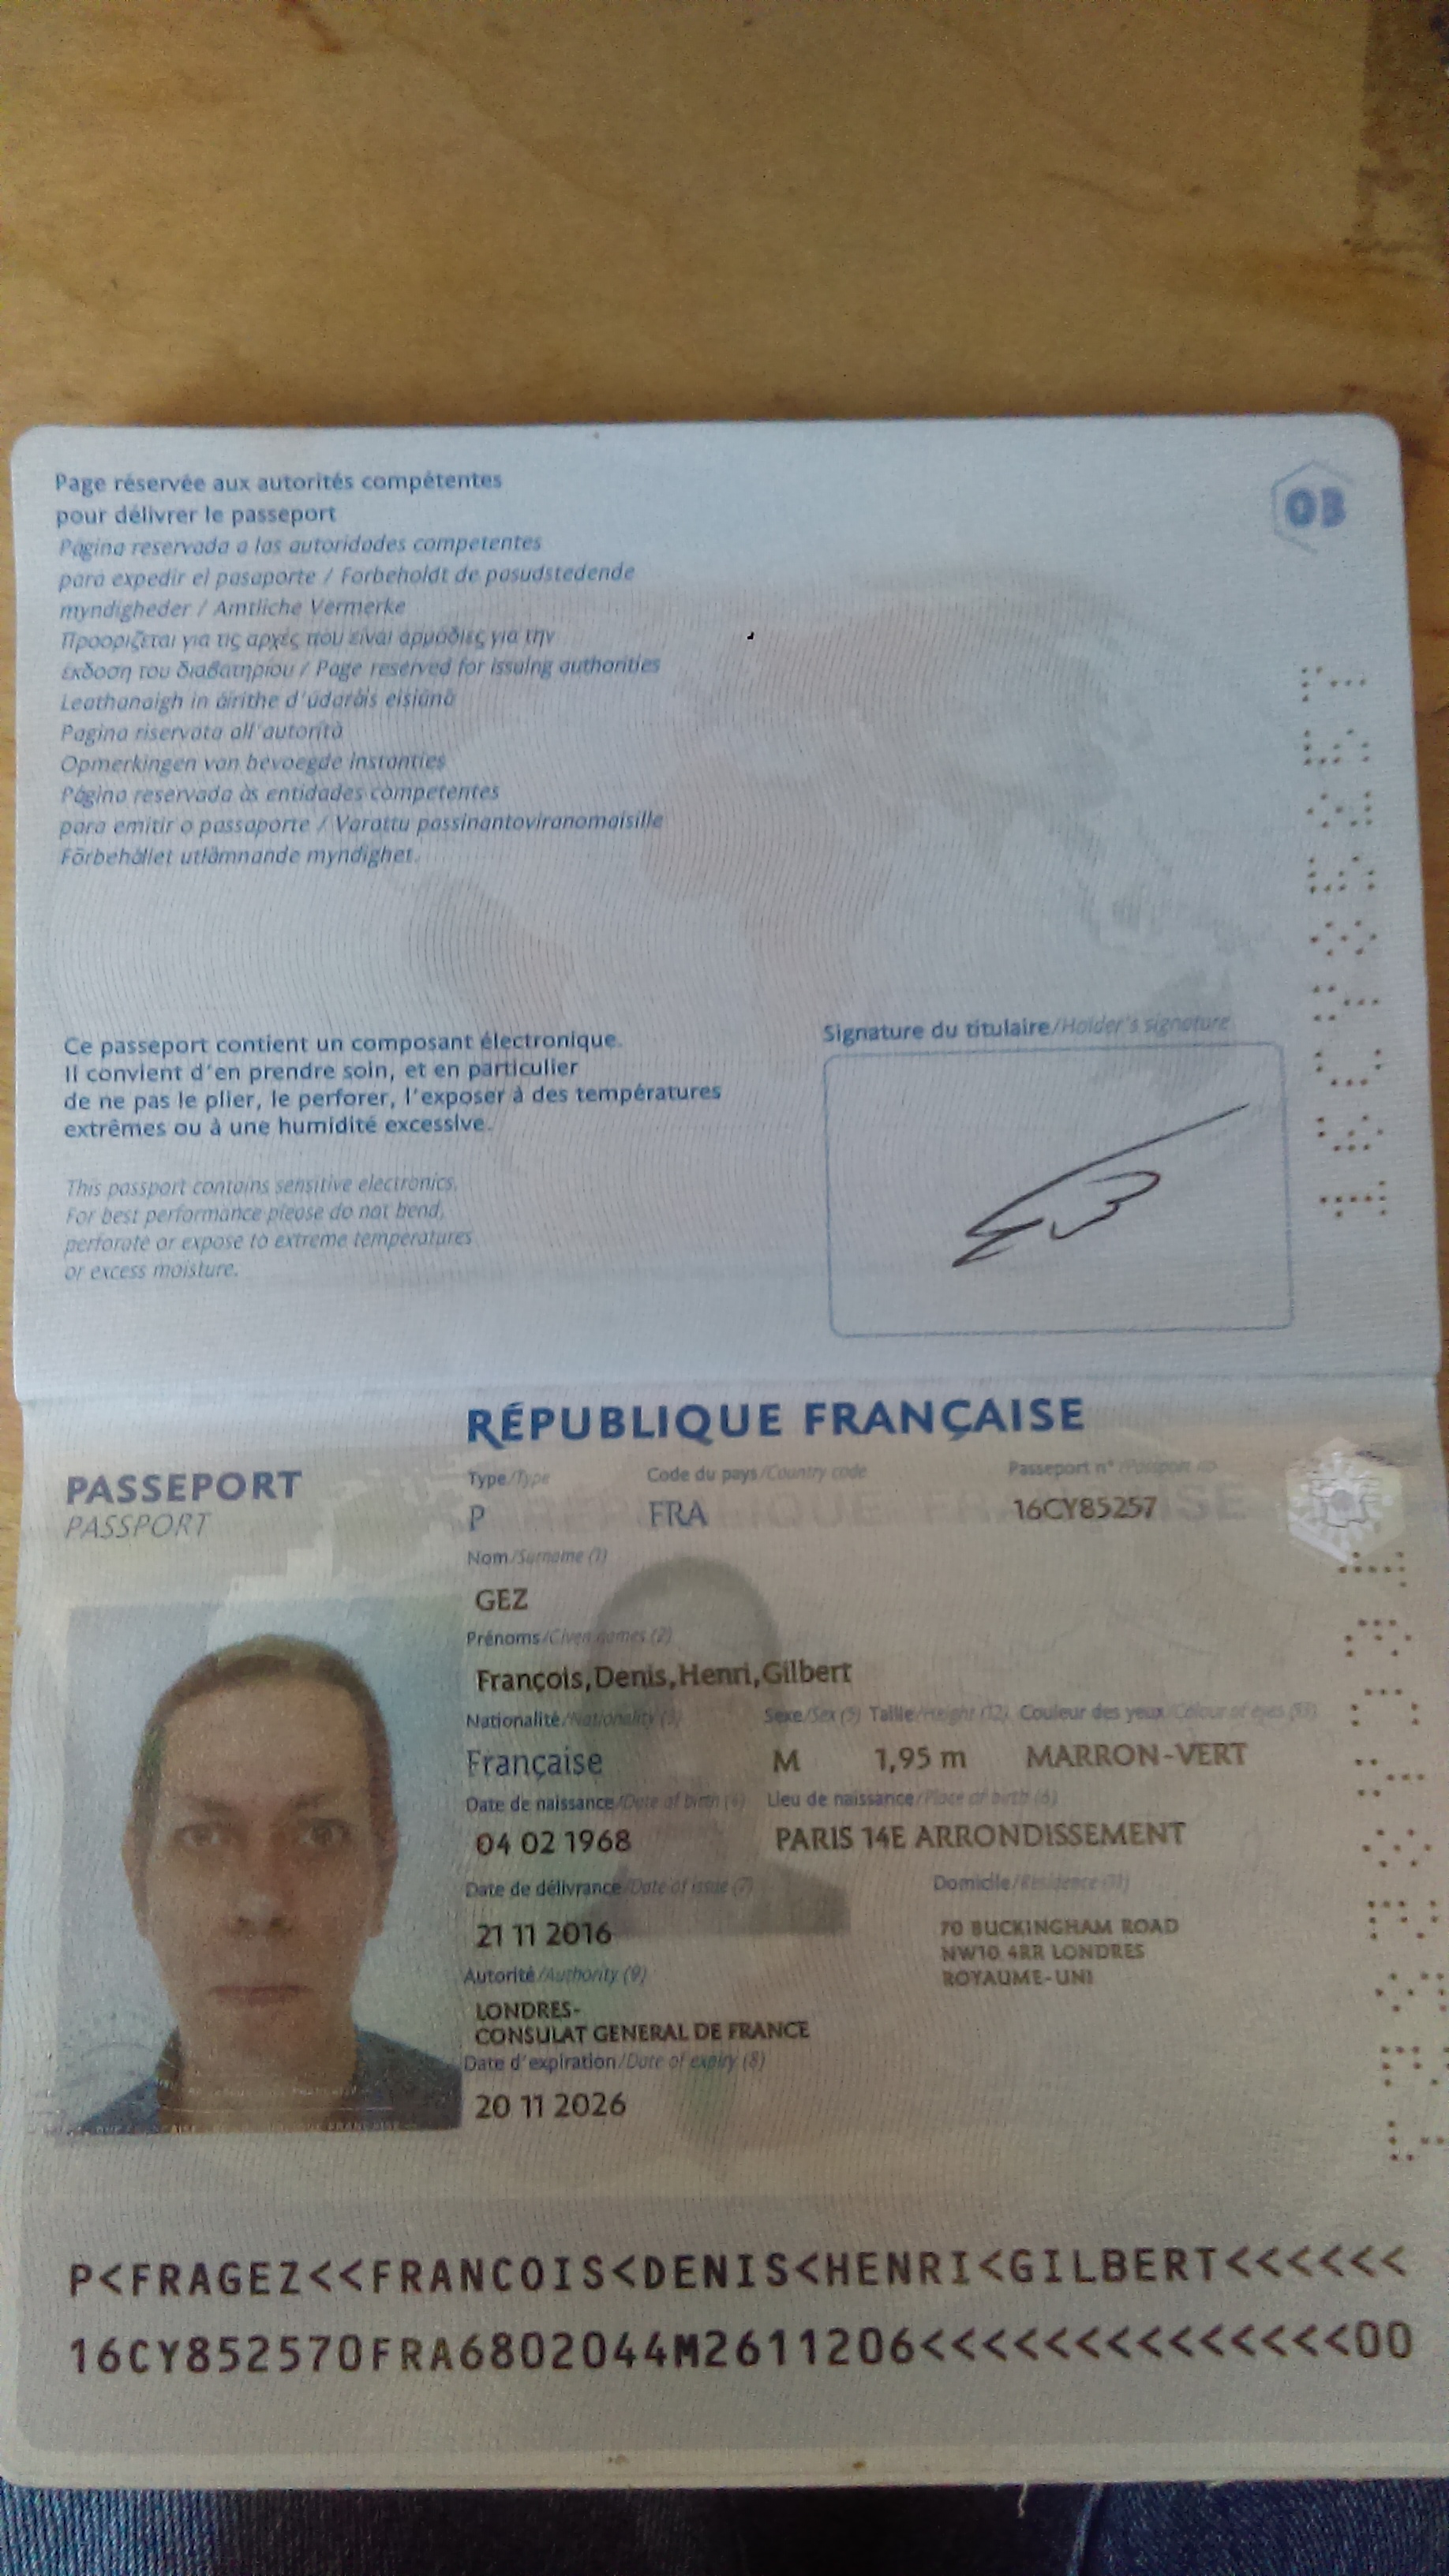 Page réservée aux autorités compétentes
pour délivrer le passeport
Página reservada a las autoridades competentes
para expedir el pasaporte / Forbeholdt de pasudstedende
myndigheder / Amtliche Vermerke
Προορίζεται για τις αρχές που είναι αρμόδιες για την
έκδοση του διαβατηρίου / Page reserved for issuing authorities
Leathanaigh in áirithe d'údaráis eisiúna
Pagina riservata all'autorità
Opmerkingen van bevoegde instanties
Página reservada às entidades competentes
para emitir o passaporte / Varattu passinantoviranomaisille
Förbehållet utlämnande myndighet
03
Ce passeport contient un composant électronique.
Il convient d'en prendre soin, et en particulier
de ne pas le plier, le perforer, l'exposer à des températures
extrêmes ou à une humidité excessive.
This passport contains sensitive electronics.
For best performance please do not bend,
perforate or expose to extreme temperatures
or excess moisture.
Signature du titulaire/Holder's signature
RÉPUBLIQUE FRANÇAISE
PASSEPORT
PASSPORT
Type/Type Code du pays/Country code Passeport n°/Passport no
P FRA 16CY85257
Nom/Surname (1)
GEZ
Prénoms/Given names (2)
François,Denis,Henri,Gilbert
Nationalité/Nationality (3) Sexe/Sex (5) Taille/Height (12) Couleur des yeux/Colour of eyes (13)
Française M 1,95 m MARRON-VERT
Date de naissance/Date of birth (4) Lieu de naissance/Place of birth (6)
04 02 1968 PARIS 14E ARRONDISSEMENT
Date de délivrance/Date of issue (7) Domicile/Residence (11)
21 11 2016 70 BUCKINGHAM ROAD
NW10 4RR LONDRES
ROYAUME-UNI
Autorité/Authority (9)
LONDRES-
CONSULAT GENERAL DE FRANCE
Date d'expiration/Date of expiry (8)
20 11 2026
P<FRAGEZ<<FRANCOIS<DENIS<HENRI<GILBERT<<<<<<
16CY852570FRA6802044M2611206<<<<<<<<<<<<<<00